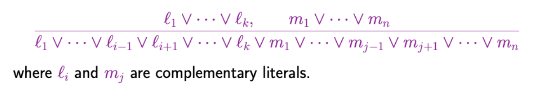 ℓ₁ ∨ ⋯ ∨ ℓₖ, m₁ ∨ ⋯ ∨ mₙ
ℓ₁ ∨ ⋯ ∨ ℓᵢ₋₁ ∨ ℓᵢ₊₁ ∨ ⋯ ∨ ℓₖ ∨ m₁ ∨ ⋯ ∨ mⱼ₋₁ ∨ mⱼ₊₁ ∨ ⋯ ∨ mₙ
where ℓᵢ and mⱼ are complementary literals.